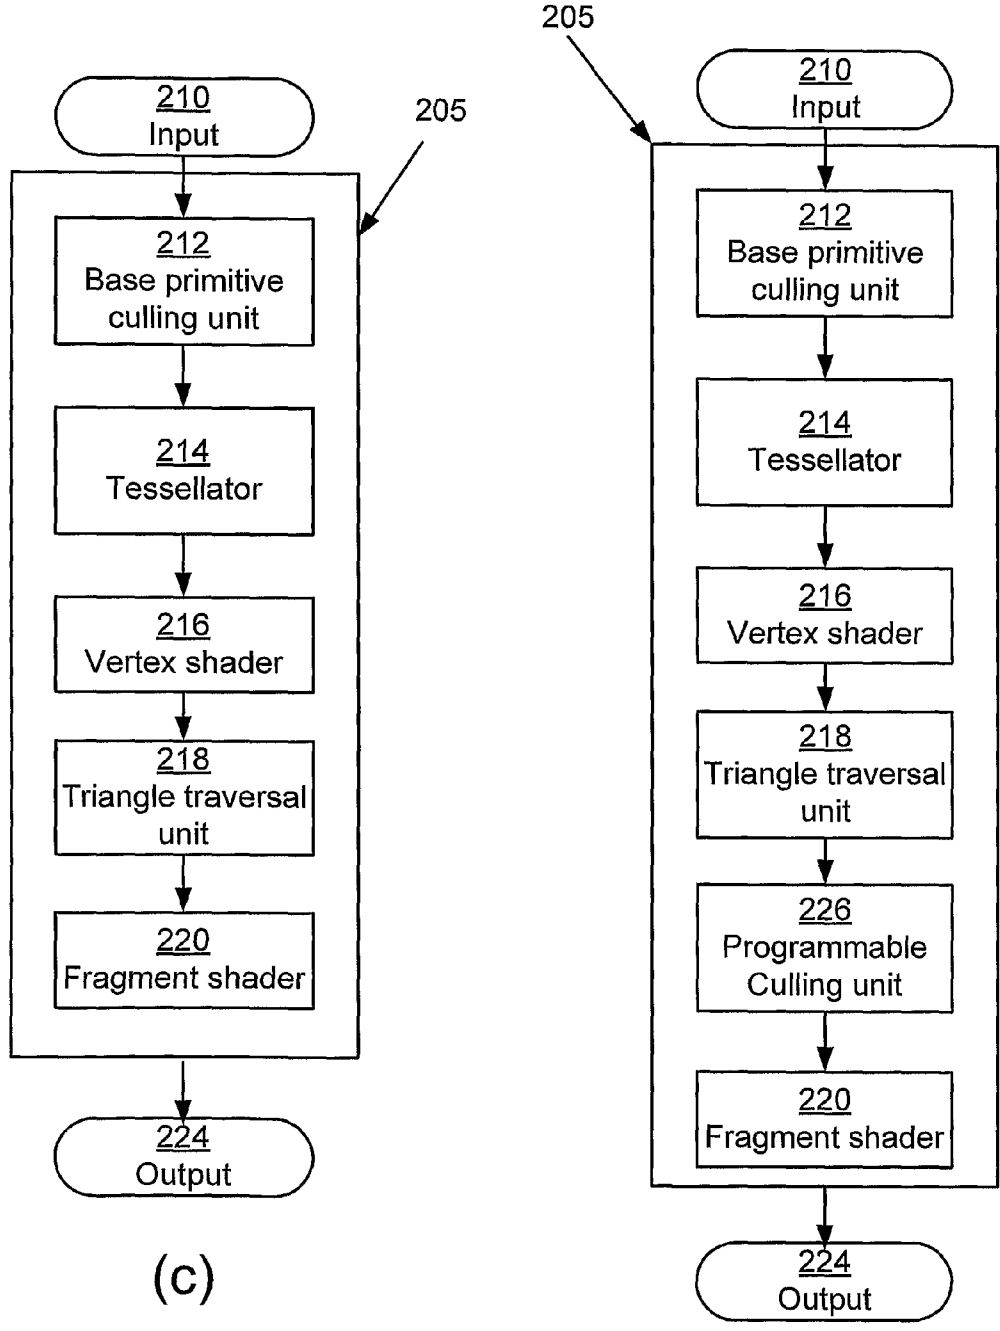 210
Input
205
212
Base primitive
culling unit
214
Tessellator
216
Vertex shader
218
Triangle traversal
unit
220
Fragment shader
224
Output
(c)
205
210
Input
212
Base primitive
culling unit
214
Tessellator
216
Vertex shader
218
Triangle traversal
unit
226
Programmable
Culling unit
220
Fragment shader
224
Output